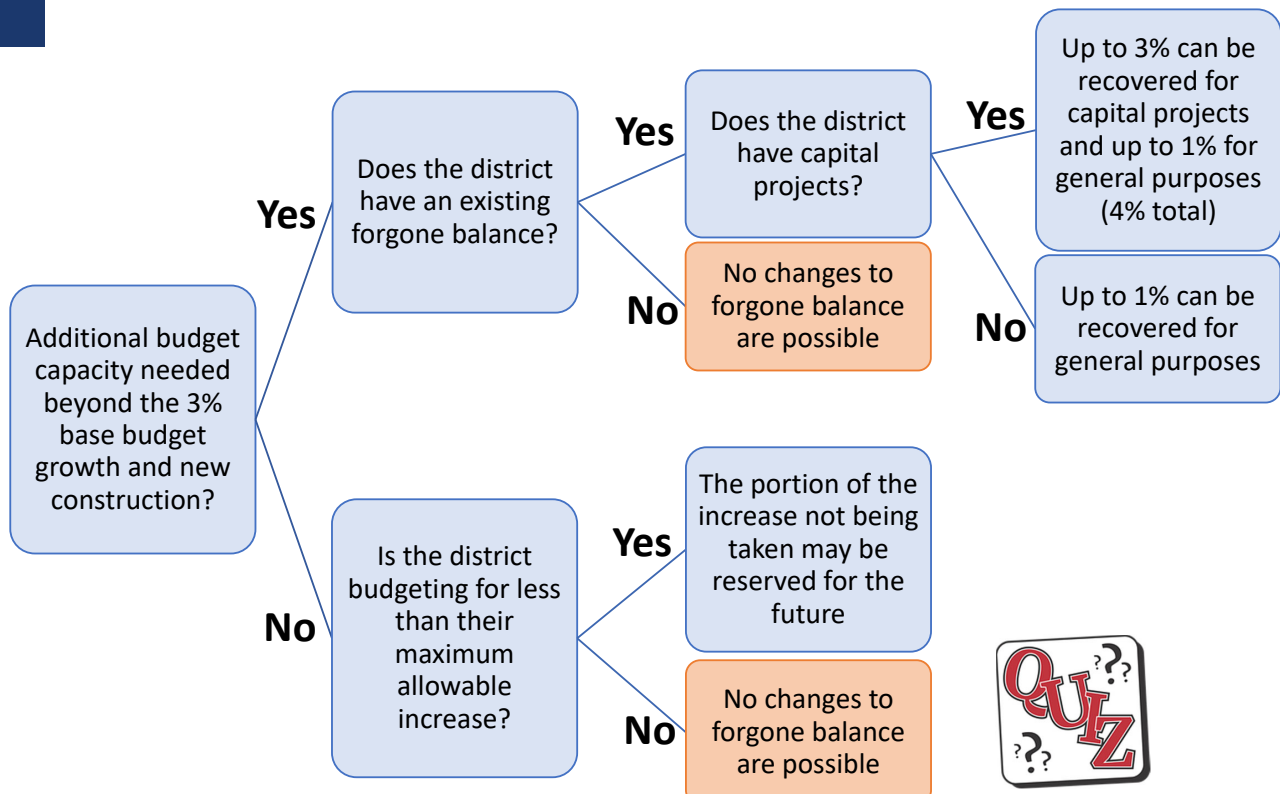 Additional budget
capacity needed
beyond the 3%
base budget
growth and new
construction?
Yes
Does the district
have an existing
forgone balance?
Yes
Does the district
have capital
projects?
Yes
Up to 3% can be
recovered for
capital projects
and up to 1% for
general purposes
(4% total)
No
Up to 1% can be
recovered for
general purposes
No
No changes to
forgone balance
are possible
No
Is the district
budgeting for less
than their
maximum
allowable
increase?
Yes
The portion of the
increase not being
taken may be
reserved for the
future
No
No changes to
forgone balance
are possible
???
QUIZ
???